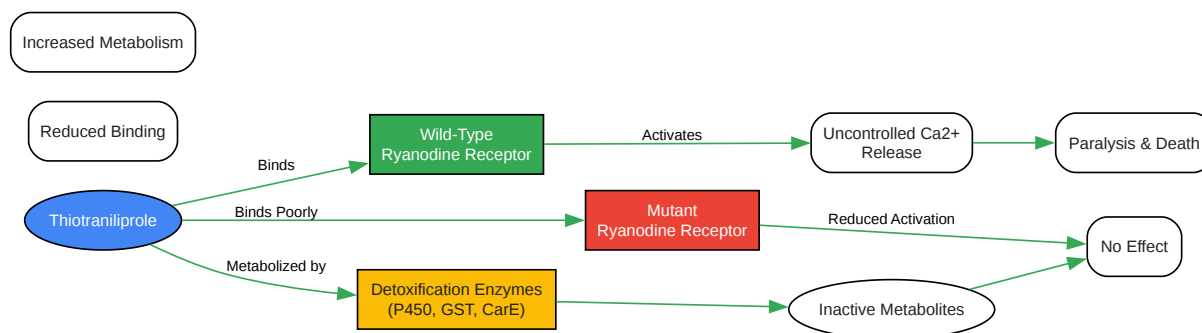 Increased Metabolism
Reduced Binding
Thiotraniliprole
Binds
Binds Poorly
Metabolized by
Wild-Type
Ryanodine Receptor
Mutant
Ryanodine Receptor
Detoxification Enzymes
(P450, GST, CarE)
Activates
Reduced Activation
Uncontrolled Ca2+
Release
Inactive Metabolites
Paralysis & Death
No Effect